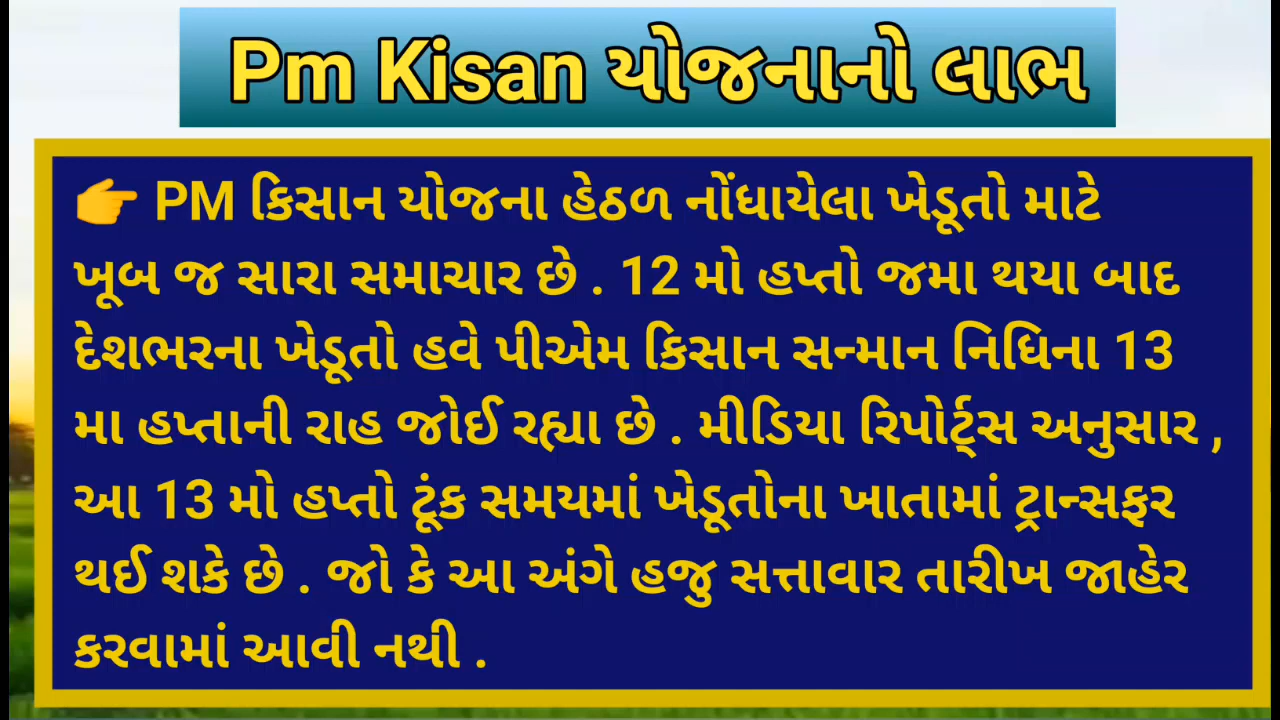 Pm Kisan યોજનાનો લાભ
👉 PM કિસાન યોજના હેઠળ નોંધાયેલા ખેડૂતો માટે
ખૂબ જ સારા સમાચાર છે . 12 મો હપ્તો જમા થયા બાદ
દેશભરના ખેડૂતો હવે પીએમ કિસાન સન્માન નિધિના 13
મા હપ્તાની રાહ જોઈ રહ્યા છે . મીડિયા રિપોર્ટ્સ અનુસાર ,
આ 13 મો હપ્તો ટૂંક સમયમાં ખેડૂતોના ખાતામાં ટ્રાન્સફર
થઈ શકે છે . જો કે આ અંગે હજુ સત્તાવાર તારીખ જાહેર
કરવામાં આવી નથી .